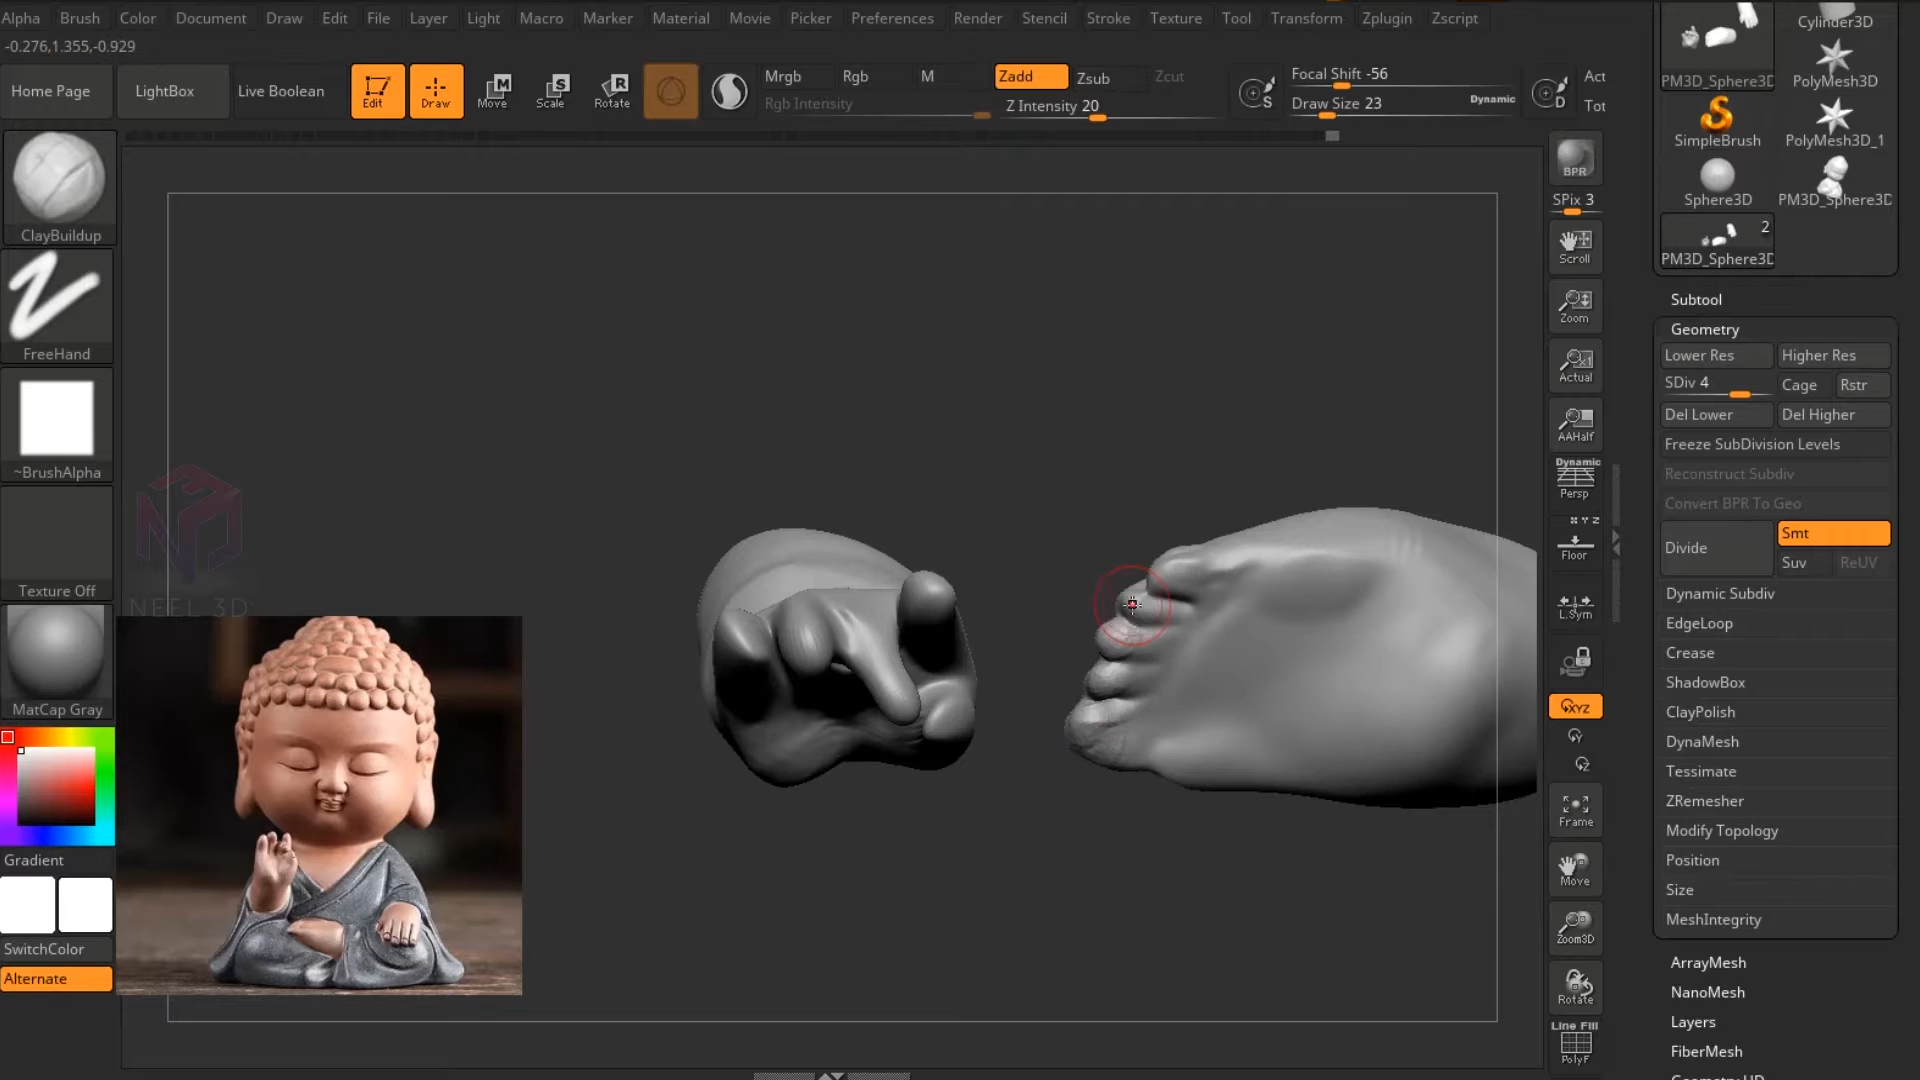 Alpha Brush Color Document Draw Edit File Layer Light Macro Marker Material Movie Picker Preferences Render Stencil Stroke Texture Tool Transform Zplugin Zscript
-0.276,1.355,-0.929
Home Page
LightBox
Live Boolean
Edit
Draw
Move
Scale
Rotate
Mrgb Rgb M
Rgb Intensity
Zadd Zsub Zcut
Z Intensity 20
Focal Shift -56
Draw Size 23
Dynamic
Act
Tot
ClayBuildup
FreeHand
~BrushAlpha
Texture Off
MatCap Gray
Gradient
SwitchColor
Alternate
NEEL 3D
BPR
SPix 3
Scroll
Zoom
Actual
AAHalf
Dynamic
Persp
X Y Z
Floor
L.Sym
XYZ
Y
Z
Frame
Move
Zoom3D
Rotate
Line Fill
PolyF
Cylinder3D
PM3D_Sphere3D
PolyMesh3D
SimpleBrush
PolyMesh3D_1
Sphere3D
PM3D_Sphere3D
2
PM3D_Sphere3D
Subtool
Geometry
Lower Res Higher Res
SDiv 4 Cage Rstr
Del Lower Del Higher
Freeze SubDivision Levels
Reconstruct Subdiv
Convert BPR To Geo
Divide
Smt
Suv ReUV
Dynamic Subdiv
EdgeLoop
Crease
ShadowBox
ClayPolish
DynaMesh
Tessimate
ZRemesher
Modify Topology
Position
Size
MeshIntegrity
ArrayMesh
NanoMesh
Layers
FiberMesh
Geometry HD